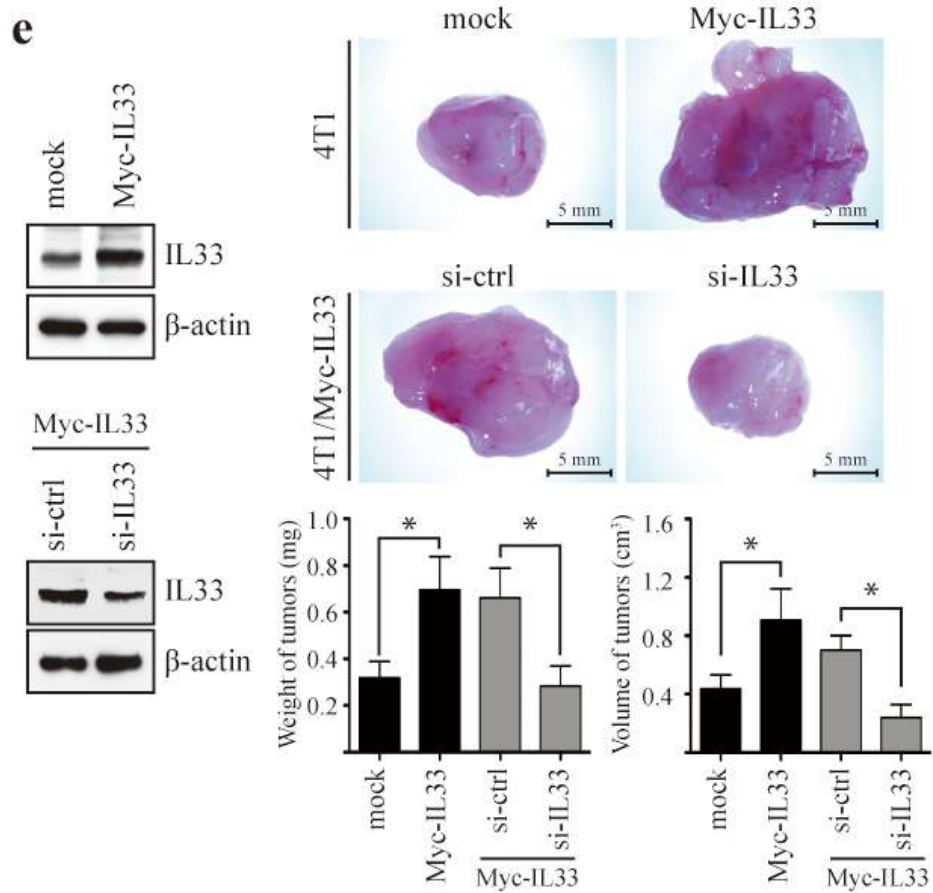 e
mock
Myc-IL33
IL33
β-actin
Myc-IL33
si-ctrl
si-IL33
IL33
β-actin
mock
Myc-IL33
4T1
5 mm
5 mm
si-ctrl
si-IL33
4T1/Myc-IL33
5 mm
5 mm
Weight of tumors (mg)
1.0
0.8
0.6
0.4
0.2
*
*
mock
Myc-IL33
si-ctrl
si-IL33
Myc-IL33
Volume of tumors (cm³)
1.6
1.2
0.8
0.4
*
*
mock
Myc-IL33
si-ctrl
si-IL33
Myc-IL33